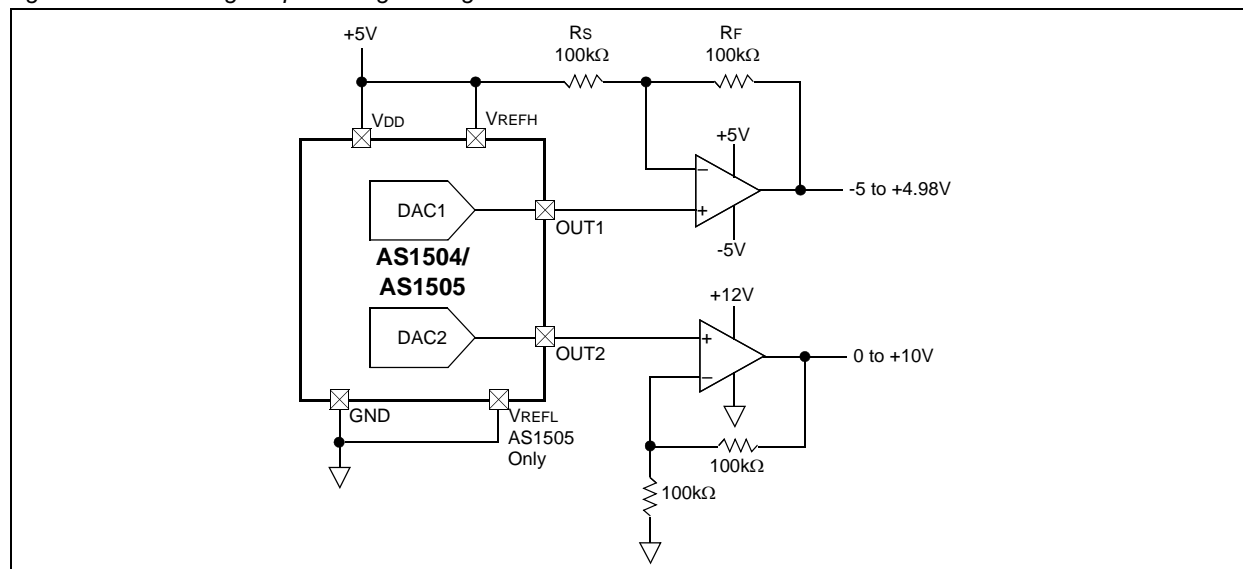 +5V
RS
100kΩ
RF
100kΩ
VDD
VREFH
+5V
–
-5 to +4.98V
DAC1
+
OUT1
-5V
AS1504/
AS1505
+12V
DAC2
+
OUT2
0 to +10V
–
GND
VREFL
AS1505
Only
100kΩ
100kΩ